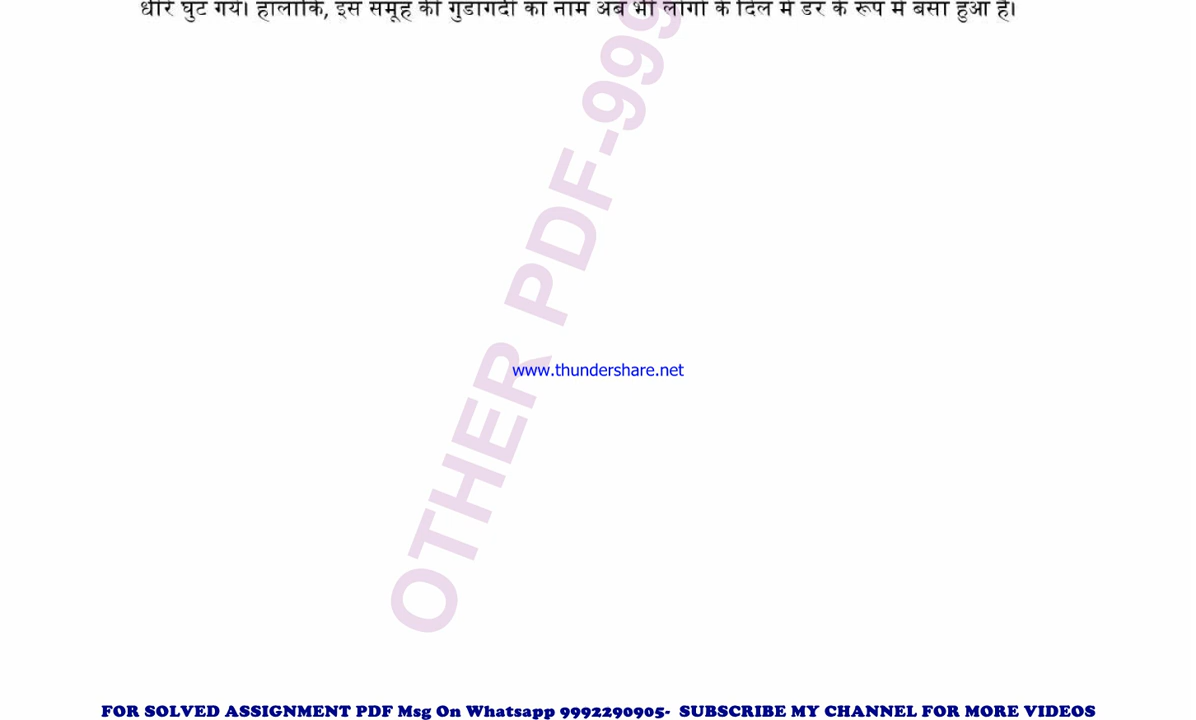 धीरे घुट गये। हालांकि, इस समूह की गुंडागर्दी का नाम अब भी लोगों के दिल में डर के रूप में बसा हुआ है।
OTHER PDF-999
www.thundershare.net
FOR SOLVED ASSIGNMENT PDF Msg On Whatsapp 9992290905- SUBSCRIBE MY CHANNEL FOR MORE VIDEOS